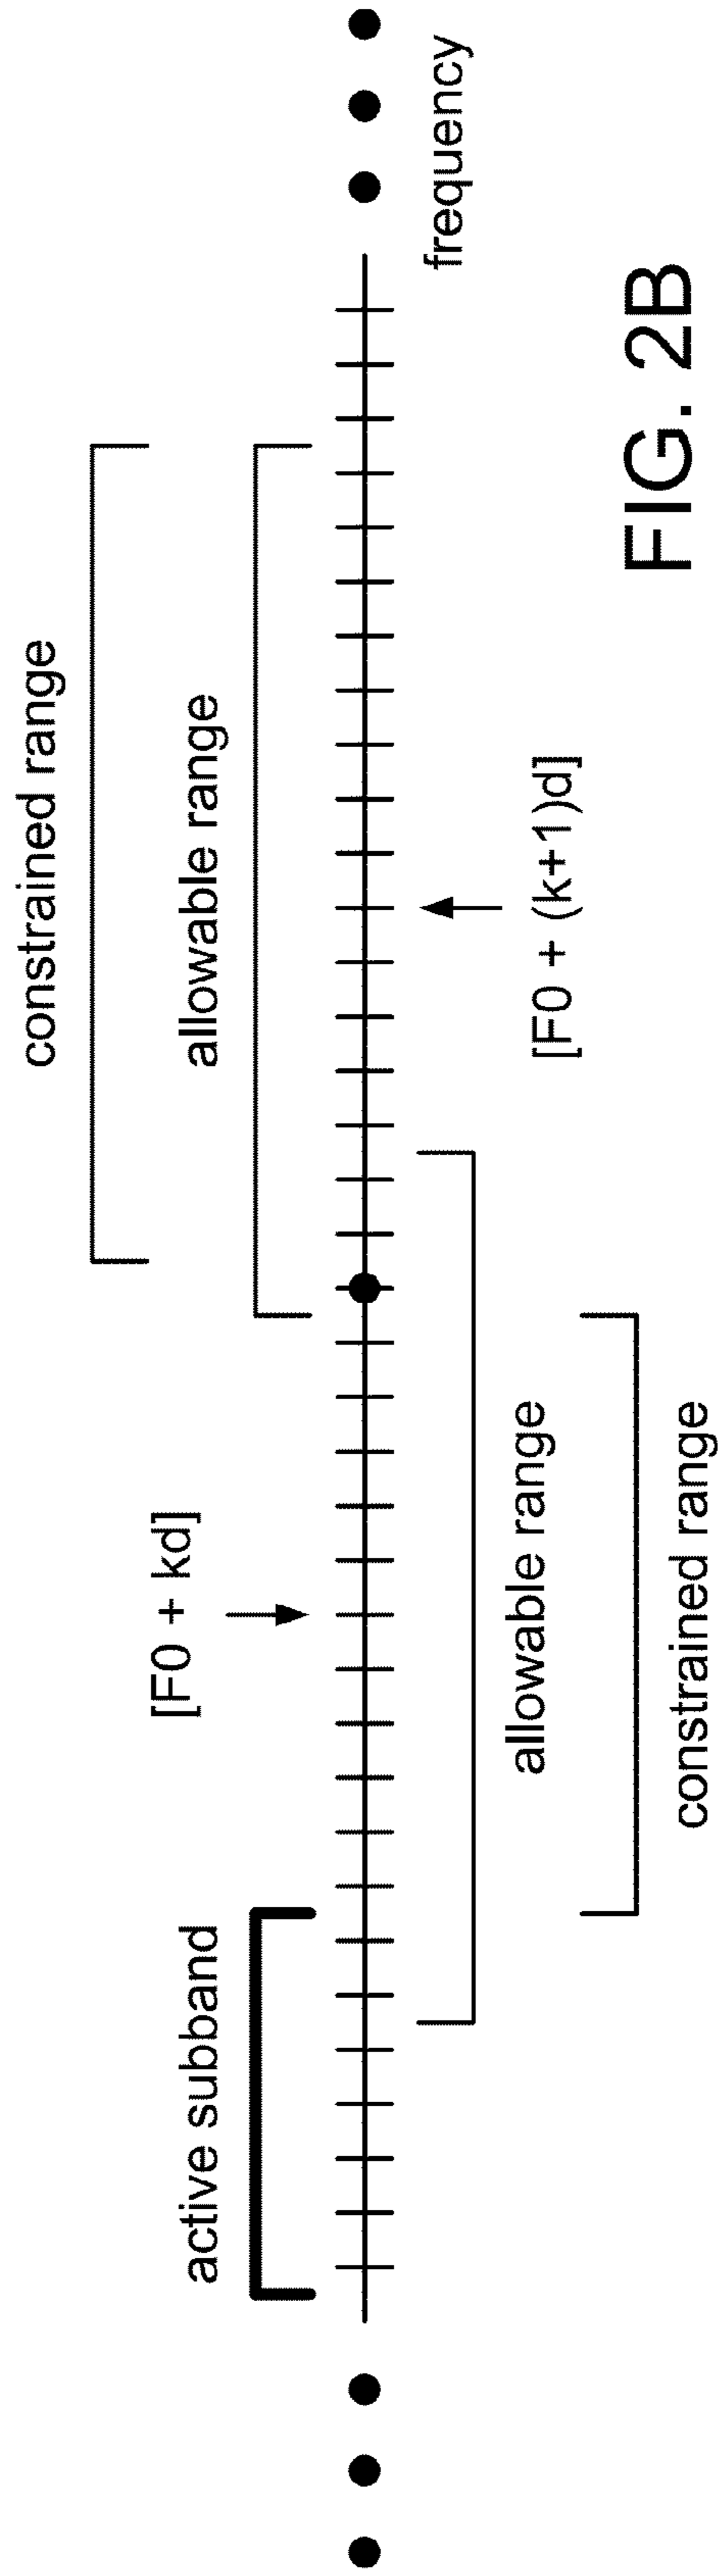 constrained range
allowable range
active subband
[F0 + kd]
[F0 + (k+1)d]
frequency
allowable range
constrained range
FIG. 2B